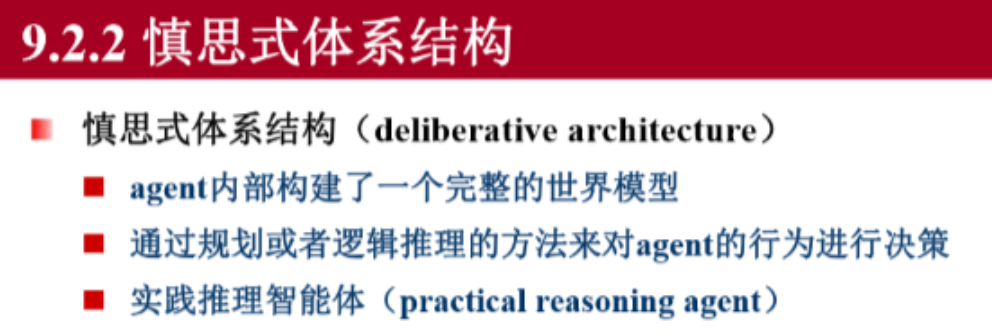 9.2.2 慎思式体系结构
慎思式体系结构（deliberative architecture）
agent内部构建了一个完整的世界模型
通过规划或者逻辑推理的方法来对agent的行为进行决策
实践推理智能体（practical reasoning agent）